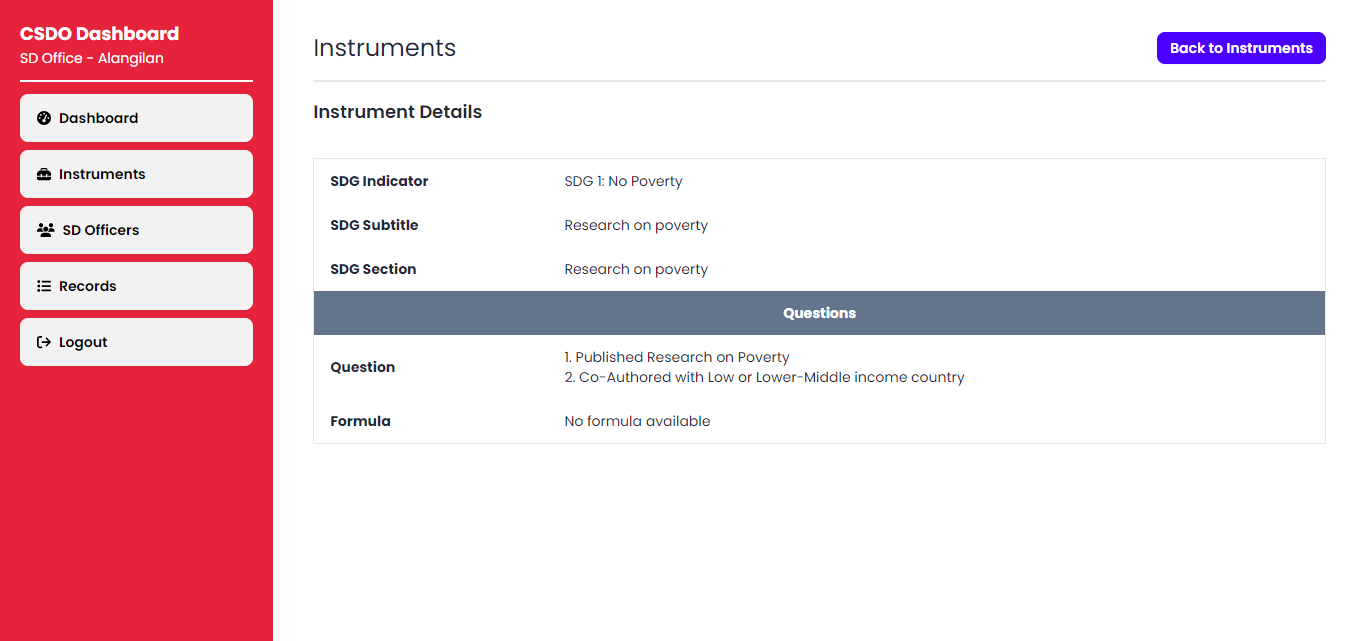 CSDO Dashboard
SD Office - Alangilan
Dashboard
Instruments
SD Officers
Records
Logout
Instruments
Back to Instruments
Instrument Details
SDG Indicator SDG 1: No Poverty
SDG Subtitle Research on poverty
SDG Section Research on poverty
Questions
Question
1. Published Research on Poverty
2. Co-Authored with Low or Lower-Middle income country
Formula No formula available